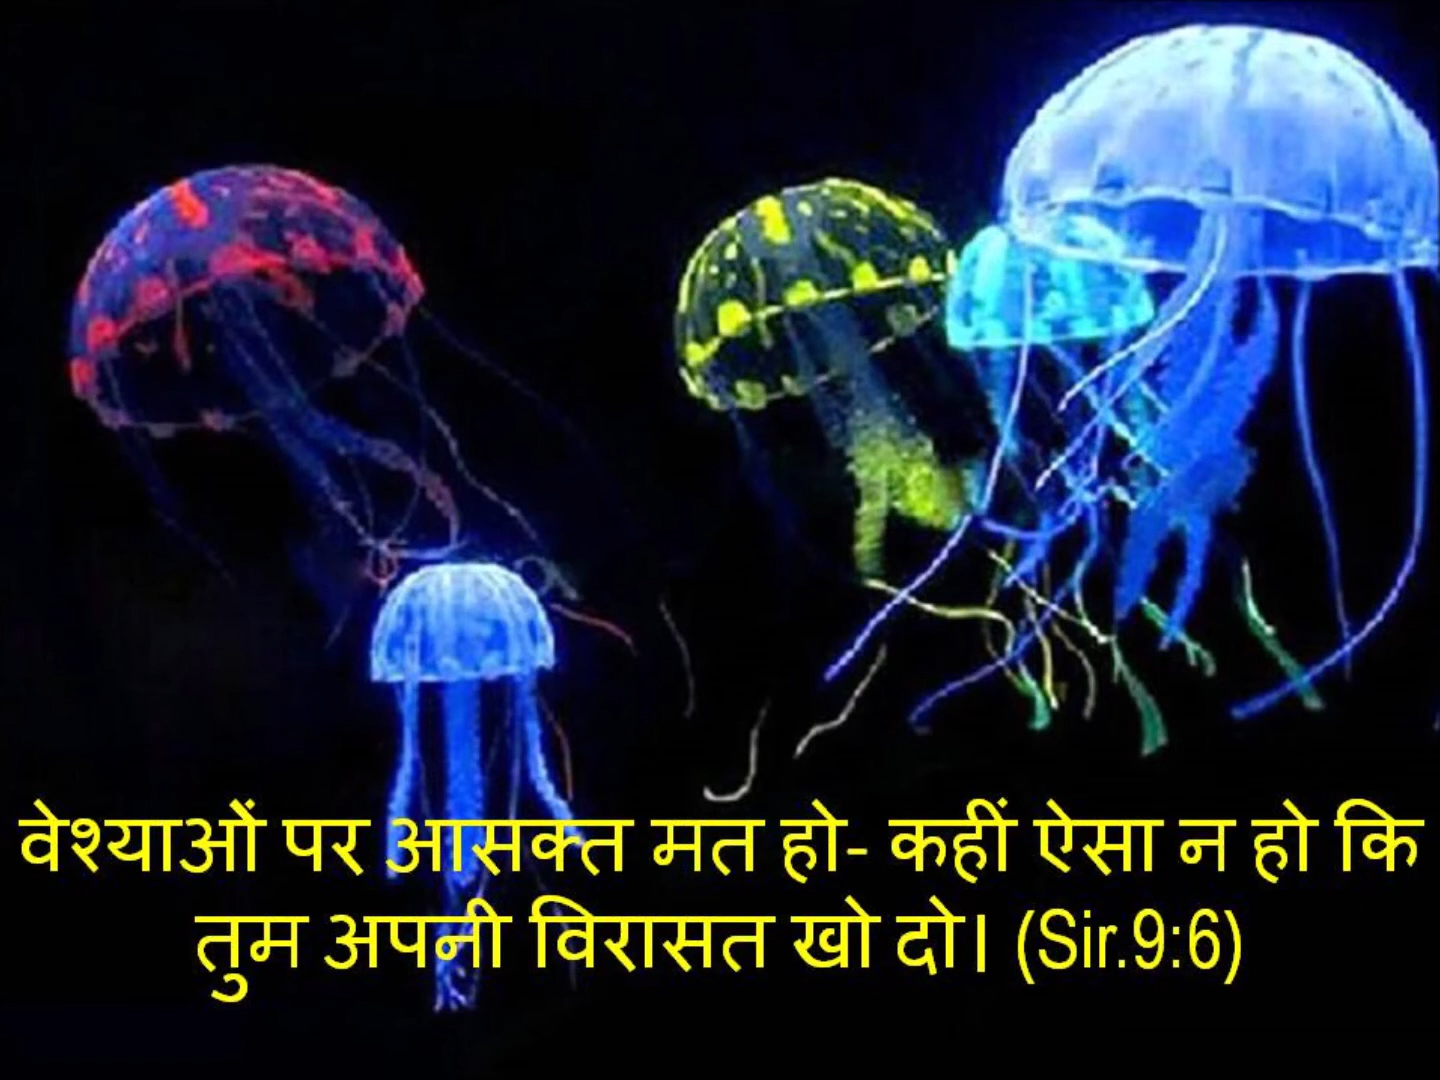 वेश्याओं पर आसक्त मत हो- कहीं ऐसा न हो कि
तुम अपनी विरासत खो दो। (Sir.9:6)